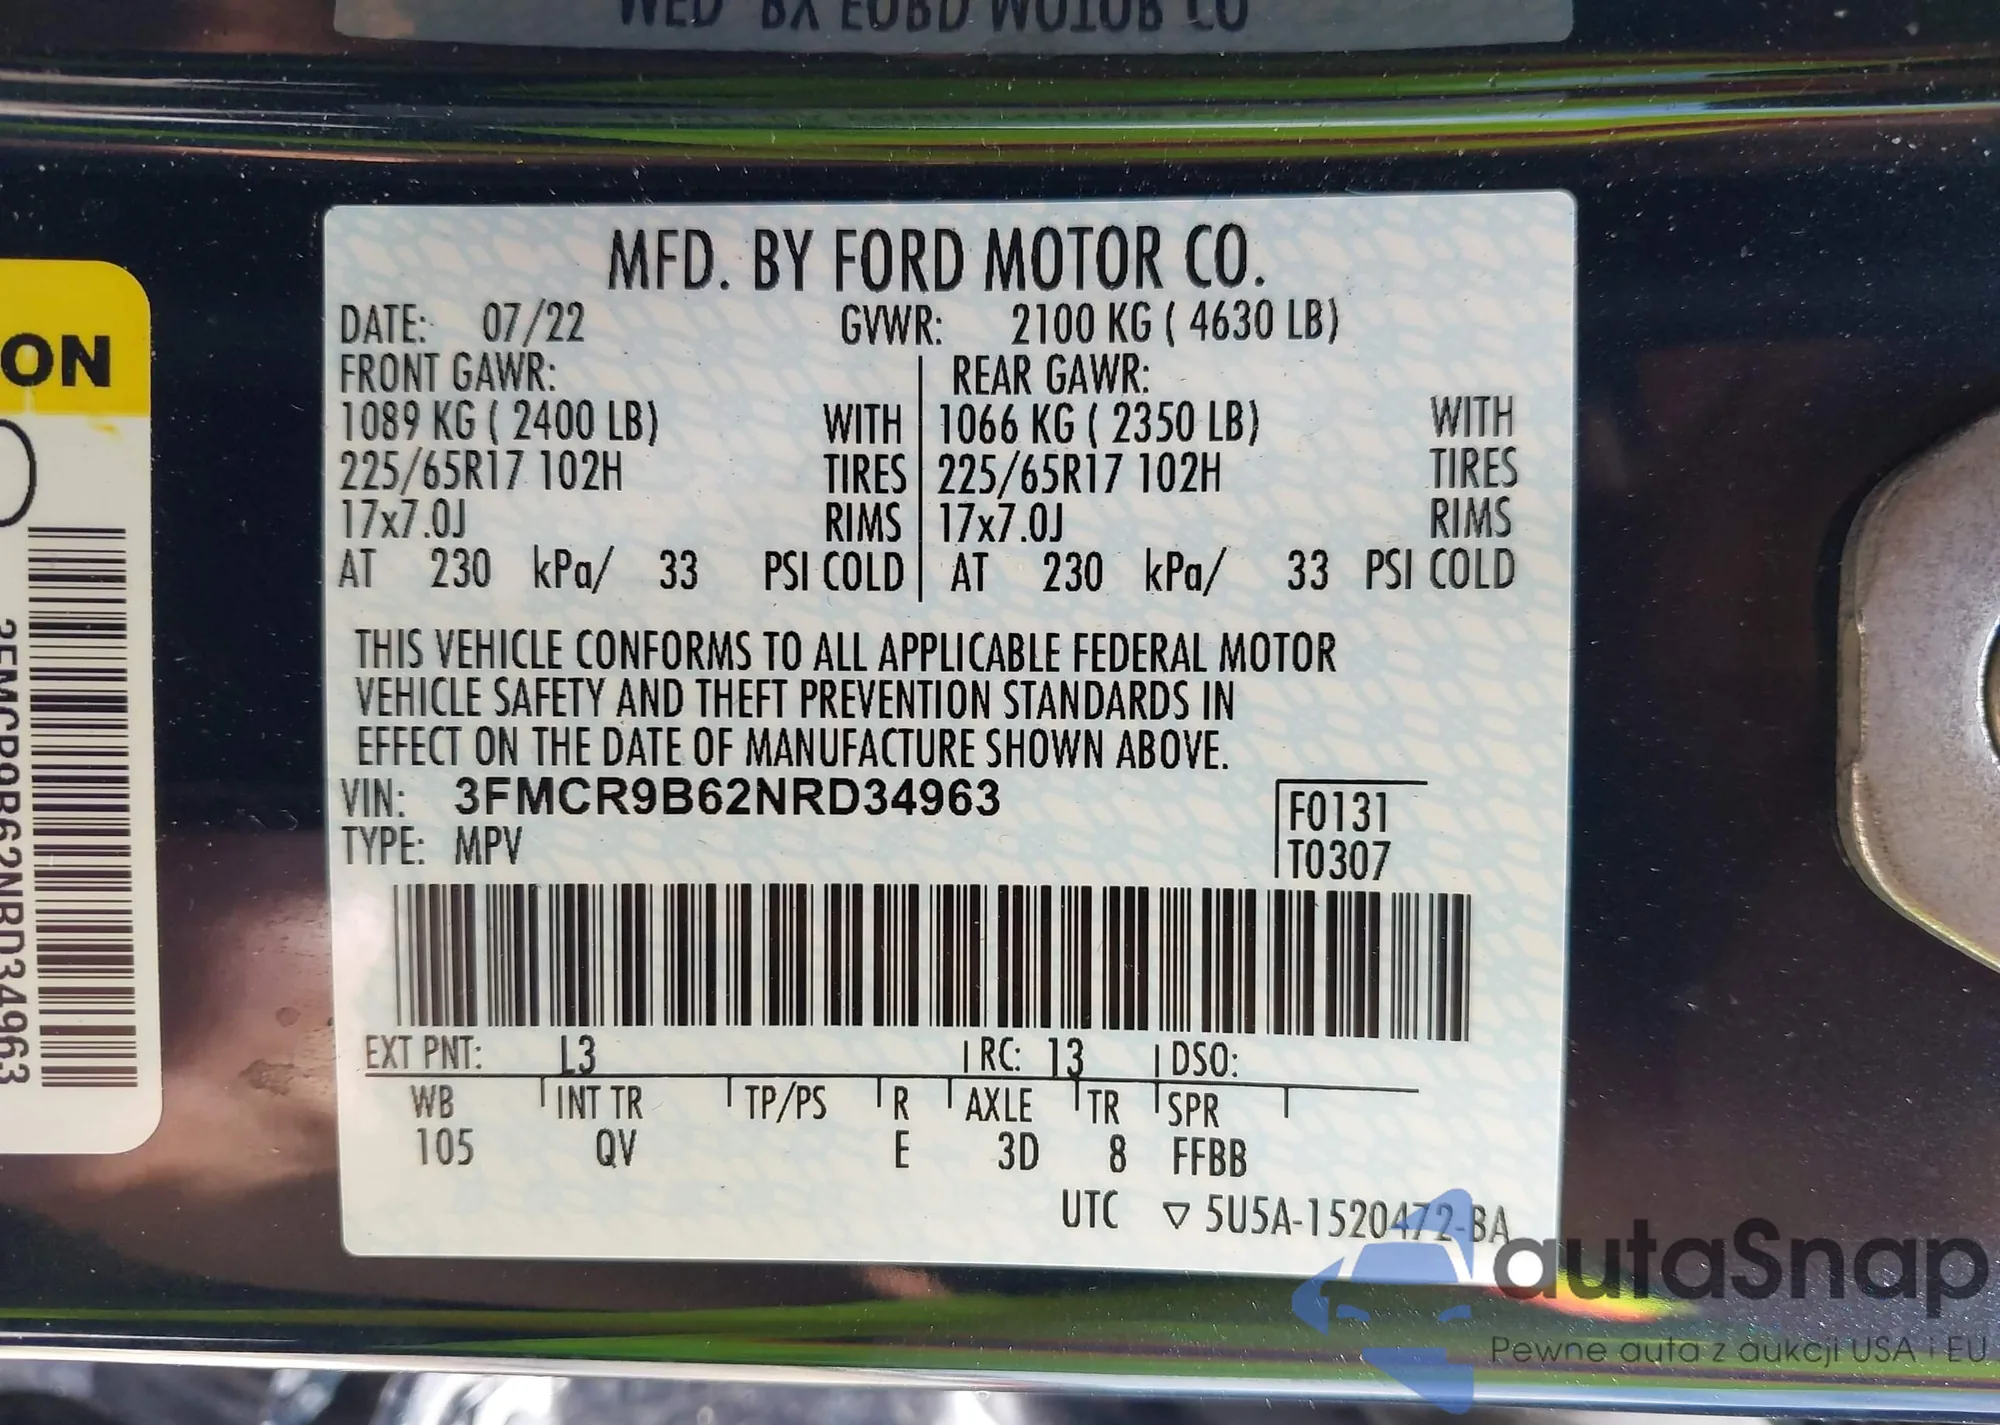 MFD. BY FORD MOTOR CO.
DATE: 07/22 GVWR: 2100 KG ( 4630 LB)
FRONT GAWR: REAR GAWR:
1089 KG ( 2400 LB) WITH 1066 KG ( 2350 LB) WITH
225/65R17 102H TIRES 225/65R17 102H TIRES
17x7.0J RIMS 17x7.0J RIMS
AT 230 kPa/ 33 PSI COLD AT 230 kPa/ 33 PSI COLD
THIS VEHICLE CONFORMS TO ALL APPLICABLE FEDERAL MOTOR
VEHICLE SAFETY AND THEFT PREVENTION STANDARDS IN
EFFECT ON THE DATE OF MANUFACTURE SHOWN ABOVE.
VIN: 3FMCR9B62NRD34963
F0131
TYPE: MPV
T0307
EXT PNT: L3 RC: 13 DSO:
WB INT TR TP/PS R AXLE TR SPR
105 QV E 3D 8 FFBB
UTC ▽ 5U5A-1520472-BA
ON
3FMCR9B62NRD34963
autaSnap
Pewne auta z aukcji USA i EU